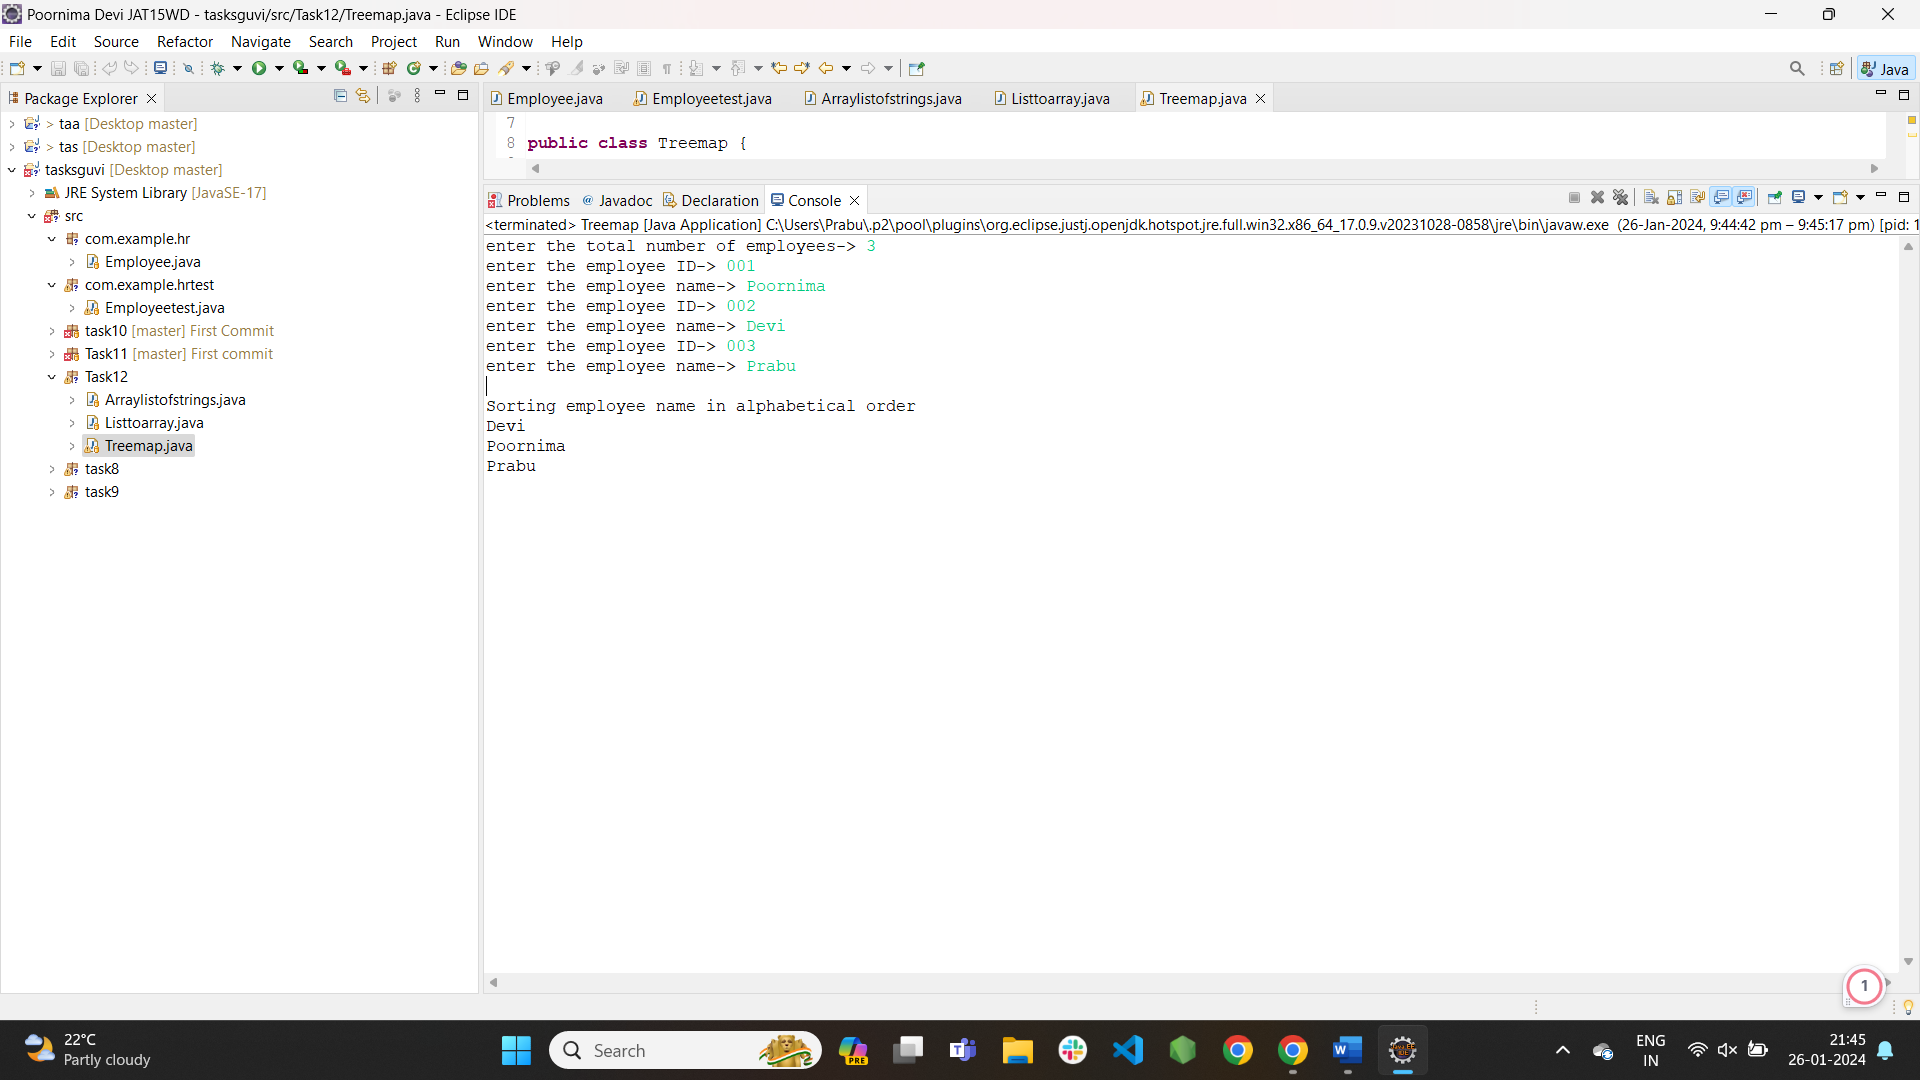 Poornima Devi JAT15WD - tasksguvi/src/Task12/Treemap.java - Eclipse IDE
File Edit Source Refactor Navigate Search Project Run Window Help
Java
Package Explorer
> taa [Desktop master]
> tas [Desktop master]
tasksguvi [Desktop master]
JRE System Library [JavaSE-17]
src
com.example.hr
Employee.java
com.example.hrtest
Employeetest.java
task10 [master] First Commit
Task11 [master] First commit
Task12
Arraylistofstrings.java
Listtoarray.java
Treemap.java
task8
task9
Employee.java Employeetest.java Arraylistofstrings.java Listtoarray.java Treemap.java
7
8 public class Treemap {
Problems @ Javadoc Declaration Console
<terminated> Treemap [Java Application] C:\Users\Prabu\.p2\pool\plugins\org.eclipse.justj.openjdk.hotspot.jre.full.win32.x86_64_17.0.9.v20231028-0858\jre\bin\javaw.exe (26-Jan-2024, 9:44:42 pm – 9:45:17 pm) [pid: 1
enter the total number of employees-> 3
enter the employee ID-> 001
enter the employee name-> Poornima
enter the employee ID-> 002
enter the employee name-> Devi
enter the employee ID-> 003
enter the employee name-> Prabu
Sorting employee name in alphabetical order
Devi
Poornima
Prabu
1
22°C
Partly cloudy
Search
PRE
ENG
IN
21:45
26-01-2024